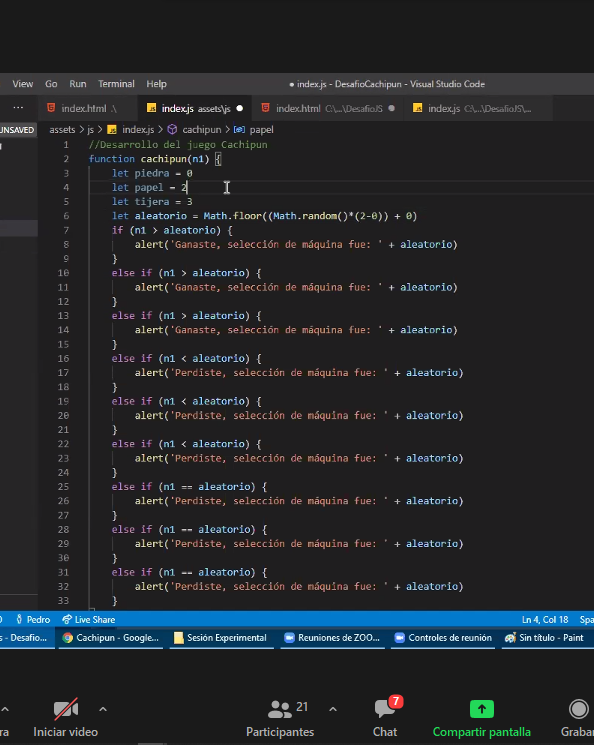 View Go Run Terminal Help ● index.js - DesafioCachipun - Visual Studio Code
··· index.html .\ index.js assets\js ● index.html C:\...\DesafioJS ● index.js C:\...\DesafioJS\...
UNSAVED assets > js > index.js > cachipun > papel
1 //Desarrollo del juego Cachipun
2 function cachipun(n1) {
3 let piedra = 0
4 let papel = 2
5 let tijera = 3
6 let aleatorio = Math.floor((Math.random()*(2-0)) + 0)
7 if (n1 > aleatorio) {
8 alert('Ganaste, selección de máquina fue: ' + aleatorio)
9 }
10 else if (n1 > aleatorio) {
11 alert('Ganaste, selección de máquina fue: ' + aleatorio)
12 }
13 else if (n1 > aleatorio) {
14 alert('Ganaste, selección de máquina fue: ' + aleatorio)
15 }
16 else if (n1 < aleatorio) {
17 alert('Perdiste, selección de máquina fue: ' + aleatorio)
18 }
19 else if (n1 < aleatorio) {
20 alert('Perdiste, selección de máquina fue: ' + aleatorio)
21 }
22 else if (n1 < aleatorio) {
23 alert('Perdiste, selección de máquina fue: ' + aleatorio)
24 }
25 else if (n1 == aleatorio) {
26 alert('Perdiste, selección de máquina fue: ' + aleatorio)
27 }
28 else if (n1 == aleatorio) {
29 alert('Perdiste, selección de máquina fue: ' + aleatorio)
30 }
31 else if (n1 == aleatorio) {
32 alert('Perdiste, selección de máquina fue: ' + aleatorio)
33 }
Pedro Live Share Ln 4, Col 18 Spa
s - Desafio... Cachipun - Google... Sesión Experimental Reuniones de ZOO... Controles de reunión Sin título - Paint
21 7
ra Iniciar video Participantes Chat Compartir pantalla Graba